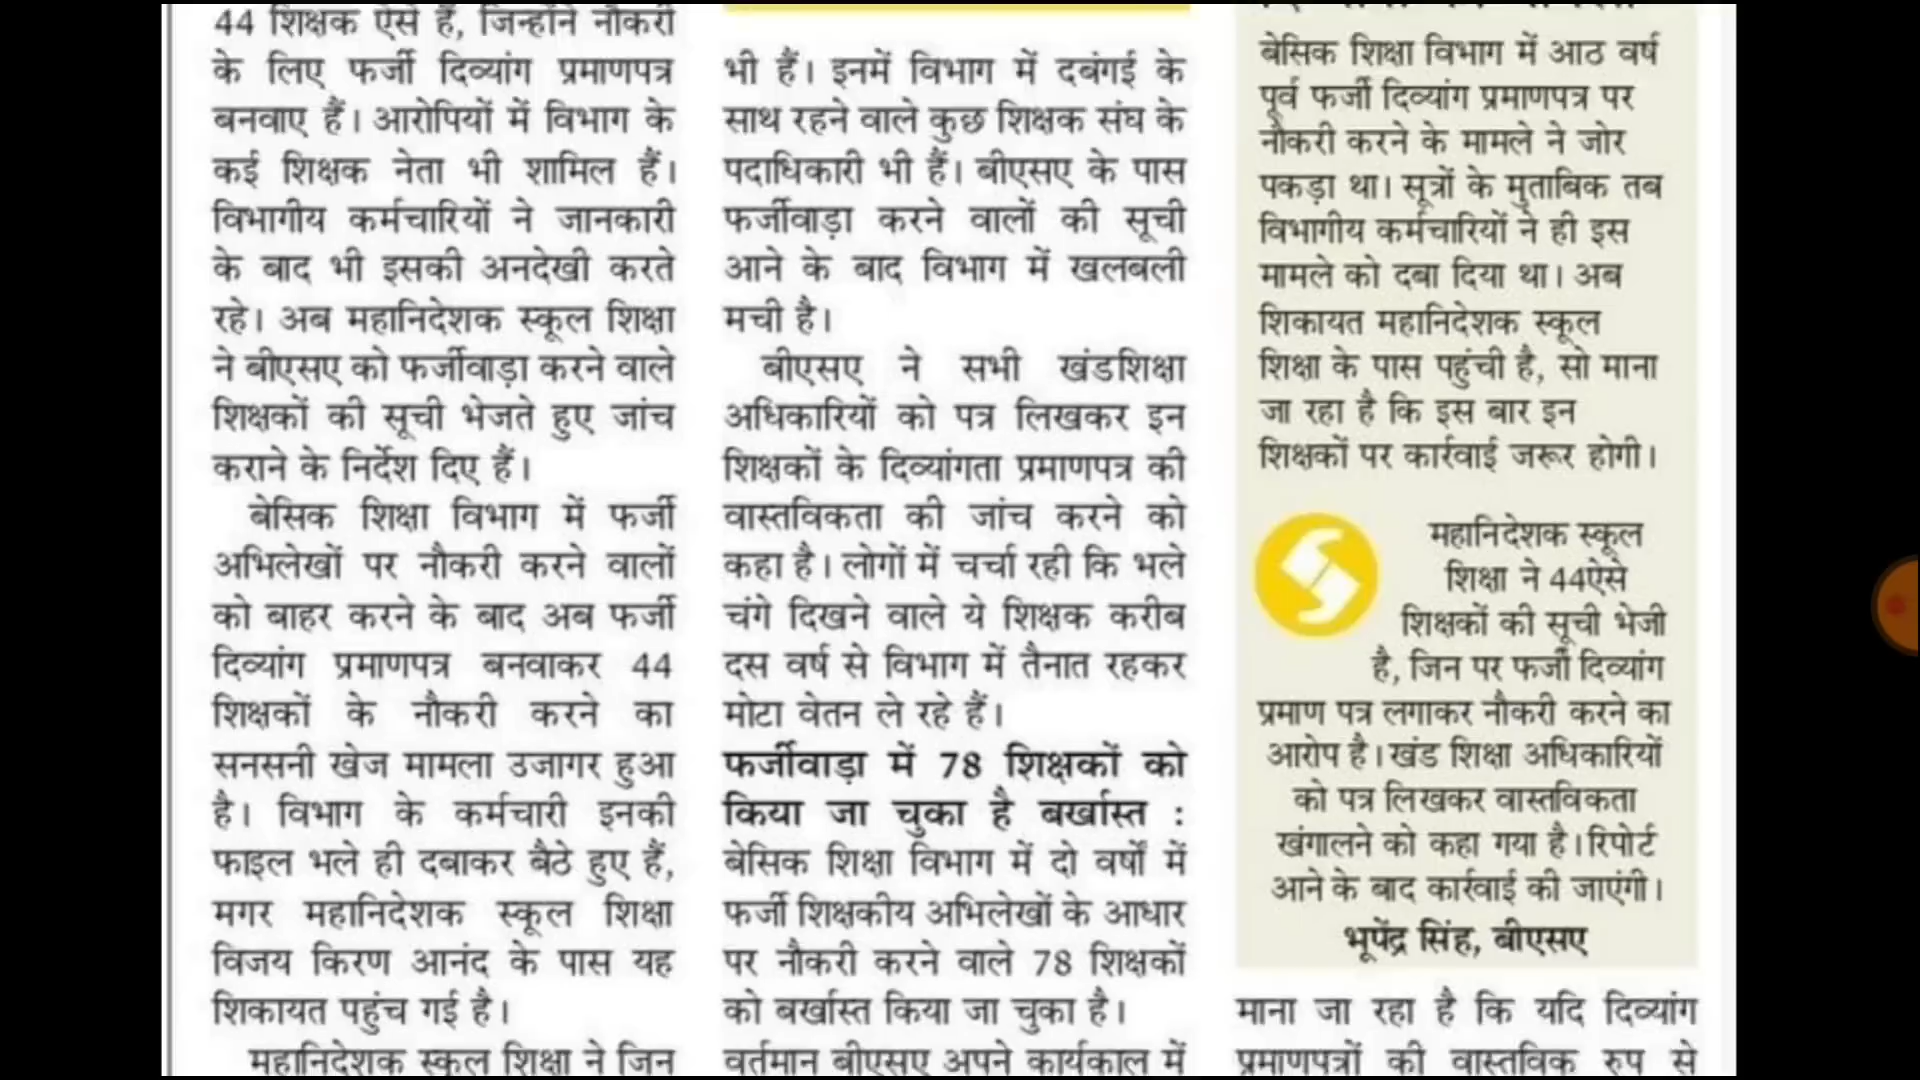 44 शिक्षक ऐसे हैं, जिन्होंने नौकरी
के लिए फर्जी दिव्यांग प्रमाणपत्र
बनवाए हैं। आरोपियों में विभाग के
कई शिक्षक नेता भी शामिल हैं।
विभागीय कर्मचारियों ने जानकारी
के बाद भी इसकी अनदेखी करते
रहे। अब महानिदेशक स्कूल शिक्षा
ने बीएसए को फर्जीवाड़ा करने वाले
शिक्षकों की सूची भेजते हुए जांच
कराने के निर्देश दिए हैं।
बेसिक शिक्षा विभाग में फर्जी
अभिलेखों पर नौकरी करने वालों
को बाहर करने के बाद अब फर्जी
दिव्यांग प्रमाणपत्र बनवाकर 44
शिक्षकों के नौकरी करने का
सनसनी खेज मामला उजागर हुआ
है। विभाग के कर्मचारी इनकी
फाइल भले ही दबाकर बैठे हुए हैं,
मगर महानिदेशक स्कूल शिक्षा
विजय किरण आनंद के पास यह
शिकायत पहुंच गई है।
महानिदेशक स्कूल शिक्षा ने जिन
भी हैं। इनमें विभाग में दबंगई के
साथ रहने वाले कुछ शिक्षक संघ के
पदाधिकारी भी हैं। बीएसए के पास
फर्जीवाड़ा करने वालों की सूची
आने के बाद विभाग में खलबली
मची है।
बीएसए ने सभी खंडशिक्षा
अधिकारियों को पत्र लिखकर इन
शिक्षकों के दिव्यांगता प्रमाणपत्र की
वास्तविकता की जांच करने को
कहा है। लोगों में चर्चा रही कि भले
चंगे दिखने वाले ये शिक्षक करीब
दस वर्ष से विभाग में तैनात रहकर
मोटा वेतन ले रहे हैं।
फर्जीवाड़ा में 78 शिक्षकों को
किया जा चुका है बर्खास्त :
बेसिक शिक्षा विभाग में दो वर्षों में
फर्जी शिक्षकीय अभिलेखों के आधार
पर नौकरी करने वाले 78 शिक्षकों
को बर्खास्त किया जा चुका है।
वर्तमान बीएसए अपने कार्यकाल में
बेसिक शिक्षा विभाग में आठ वर्ष
पूर्व फर्जी दिव्यांग प्रमाणपत्र पर
नौकरी करने के मामले ने जोर
पकड़ा था। सूत्रों के मुताबिक तब
विभागीय कर्मचारियों ने ही इस
मामले को दबा दिया था। अब
शिकायत महानिदेशक स्कूल
शिक्षा के पास पहुंची है, सो माना
जा रहा है कि इस बार इन
शिक्षकों पर कार्रवाई जरूर होगी।
महानिदेशक स्कूल
शिक्षा ने 44ऐसे
शिक्षकों की सूची भेजी
है, जिन पर फर्जी दिव्यांग
प्रमाण पत्र लगाकर नौकरी करने का
आरोप है। खंड शिक्षा अधिकारियों
को पत्र लिखकर वास्तविकता
खंगालने को कहा गया है। रिपोर्ट
आने के बाद कार्रवाई की जाएंगी।
भूपेंद्र सिंह, बीएसए
माना जा रहा है कि यदि दिव्यांग
प्रमाणपत्रों की वास्तविक रुप से